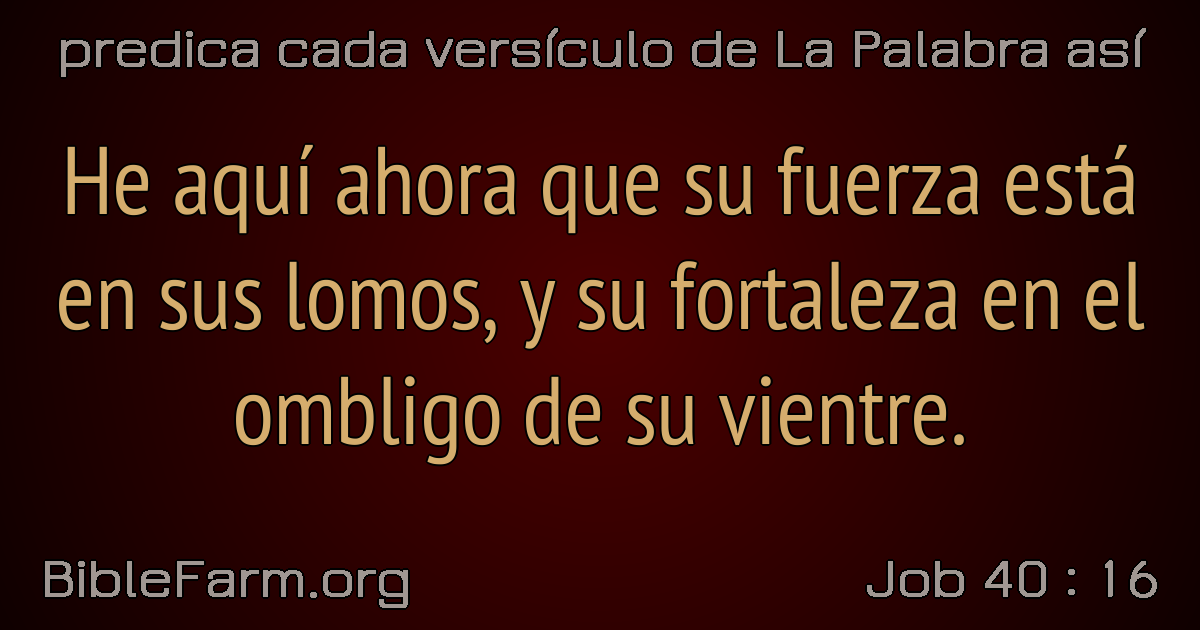 predica cada versículo de La Palabra así
He aquí ahora que su fuerza está
en sus lomos, y su fortaleza en el
ombligo de su vientre.
BibleFarm.org
Job 40 : 16